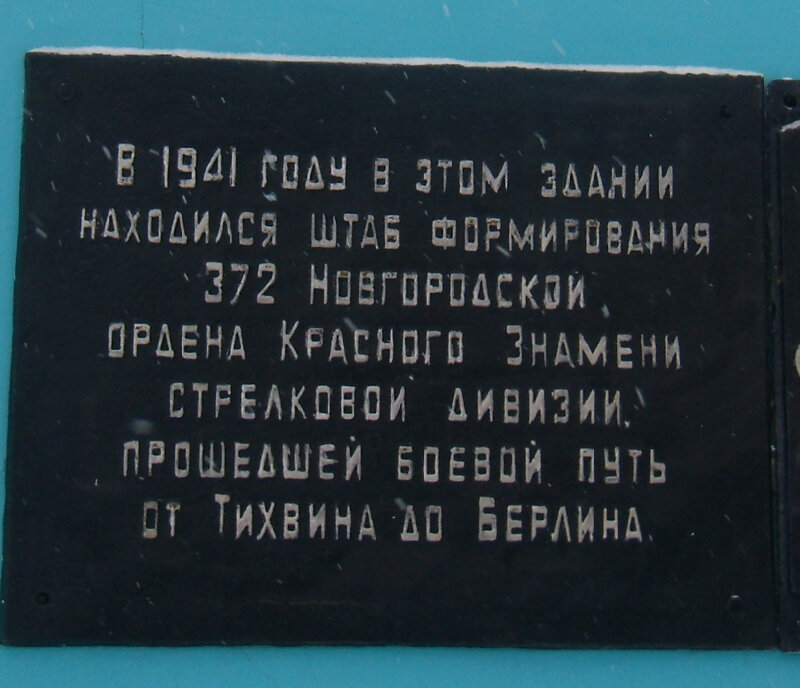 В 1941 году в этом здании
находился штаб формирования
372 Новгородской
ордена Красного Знамени
стрелковой дивизии,
прошедшей боевой путь
от Тихвина до Берлина.